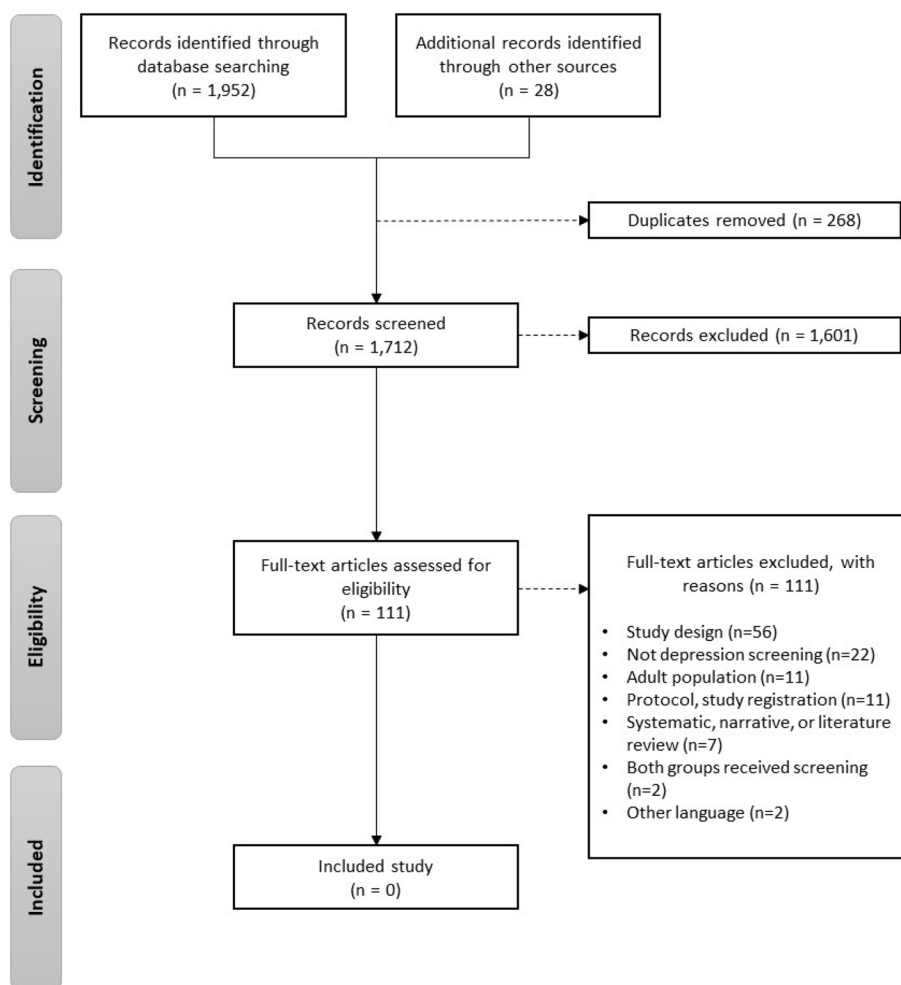 Identification
Records identified through
database searching
(n = 1,952)
Additional records identified
through other sources
(n = 28)
Duplicates removed (n = 268)
Screening
Records screened
(n = 1,712)
Records excluded (n = 1,601)
Eligibility
Full-text articles assessed for
eligibility
(n = 111)
Full-text articles excluded, with
reasons (n = 111)
• Study design (n=56)
• Not depression screening (n=22)
• Adult population (n=11)
• Protocol, study registration (n=11)
• Systematic, narrative, or literature
review (n=7)
• Both groups received screening
(n=2)
• Other language (n=2)
Included
Included study
(n = 0)